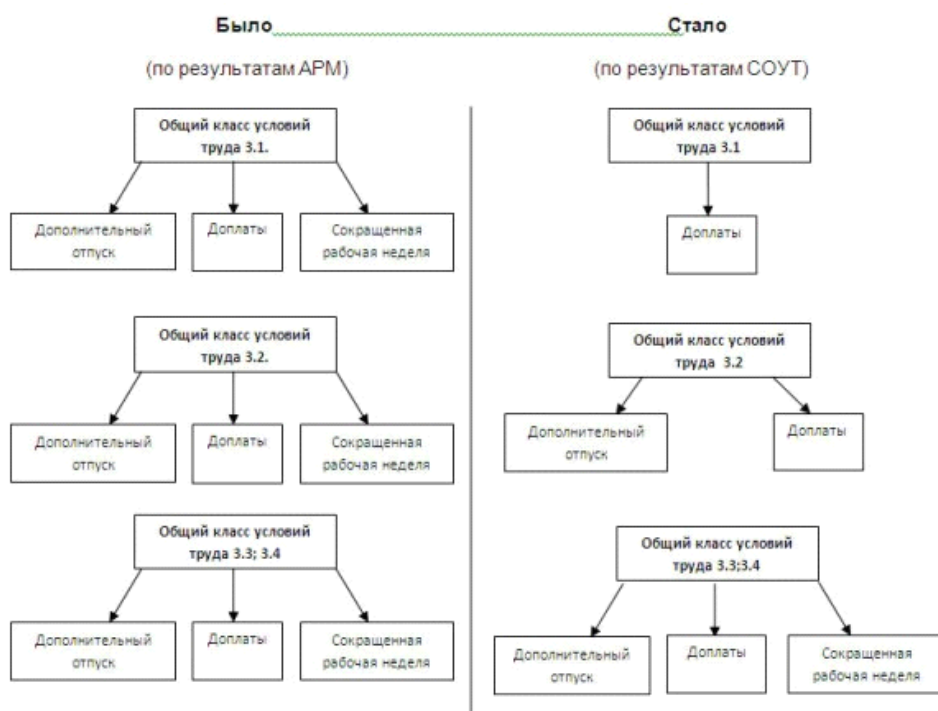 Было
Стало
(по результатам АРМ)
(по результатам СОУТ)
Общий класс условий
труда 3.1.
Дополнительный
отпуск
Доплаты
Сокращенная
рабочая неделя
Общий класс условий
труда 3.1
Доплаты
Общий класс условий
труда 3.2.
Дополнительный
отпуск
Доплаты
Сокращенная
рабочая неделя
Общий класс условий
труда 3.2
Дополнительный
отпуск
Доплаты
Общий класс условий
труда 3.3; 3.4
Дополнительный
отпуск
Доплаты
Сокращенная
рабочая неделя
Общий класс условий
труда 3.3;3.4
Дополнительный
отпуск
Доплаты
Сокращенная
рабочая неделя